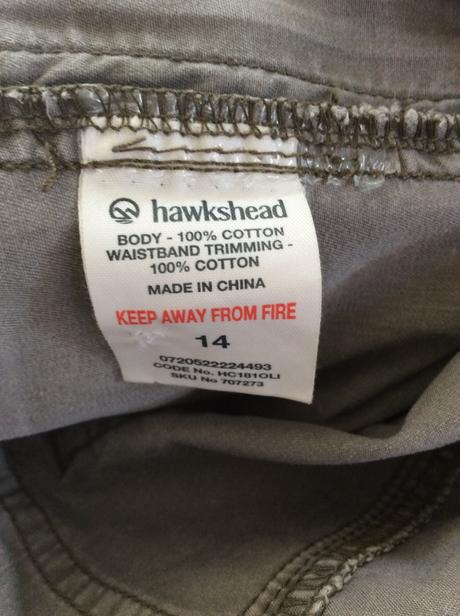 hawkshead
BODY - 100% COTTON
WAISTBAND TRIMMING -
100% COTTON
MADE IN CHINA
KEEP AWAY FROM FIRE
14
0720522224493
CODE No. HC181OLI
SKU No 707273